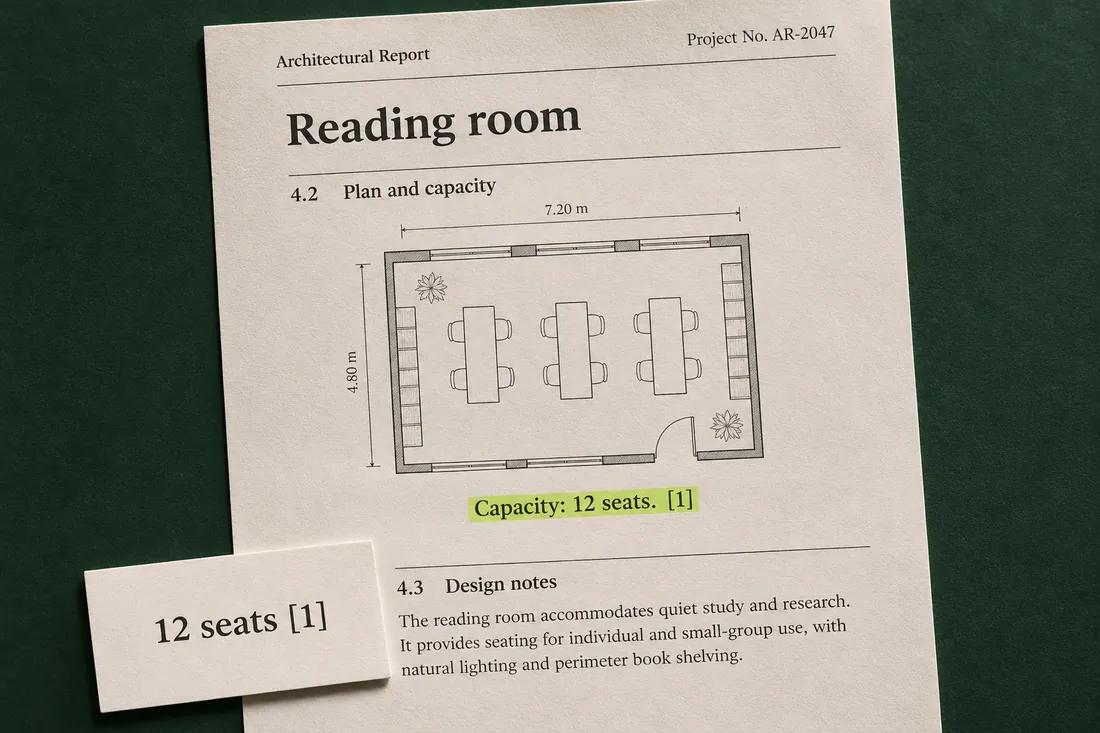 Architectural Report
Project No. AR-2047
Reading room
4.2 Plan and capacity
7.20 m
4.80 m
Capacity: 12 seats. [1]
12 seats [1]
4.3 Design notes
The reading room accommodates quiet study and research.
It provides seating for individual and small-group use, with
natural lighting and perimeter book shelving.